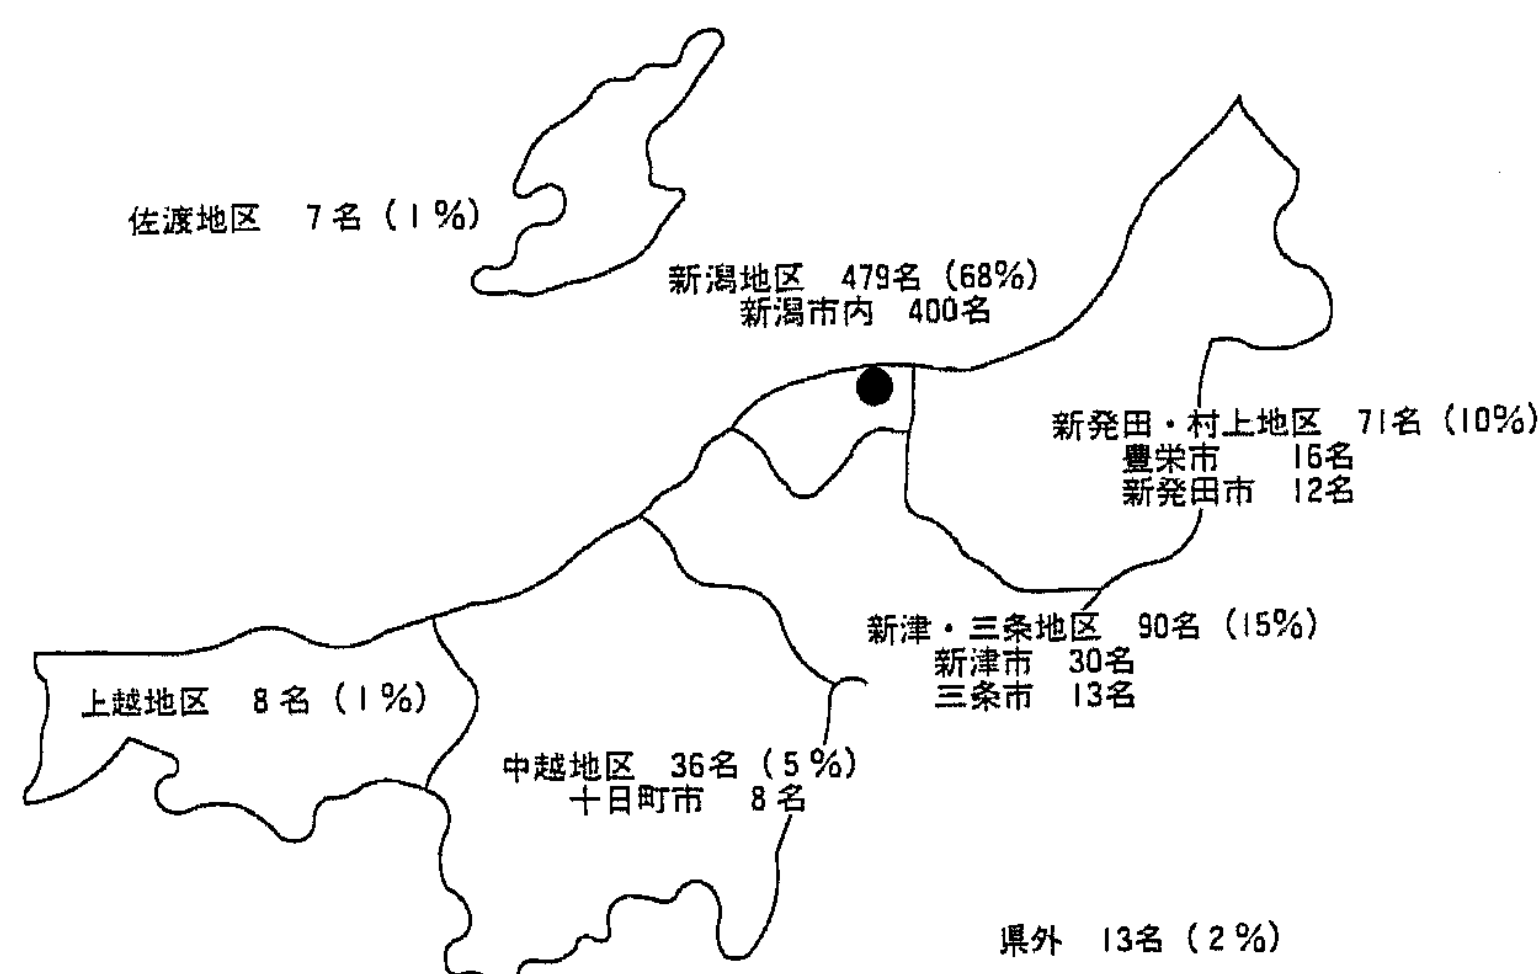 佐渡地区 7名(1%)
新潟地区 479名(68%)
新潟市内 400名
新発田・村上地区 71名(10%)
豊栄市 16名
新発田市 12名
新津・三条地区 90名(15%)
新津市 30名
三条市 13名
上越地区 8名(1%)
中越地区 36名(5%)
十日町市 8名
県外 13名(2%)